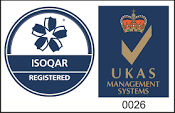 ISOQAR
REGISTERED
UKAS
MANAGEMENT
SYSTEMS
0026